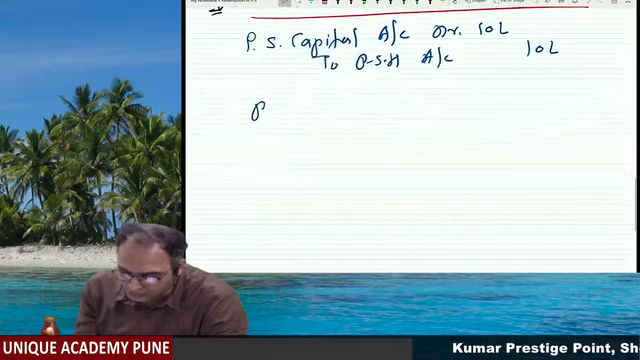 P. S. Capital A/c Dr. 10L
To P.S.H A/c 10L
P
UNIQUE ACADEMY PUNE
Kumar Prestige Point, Sh